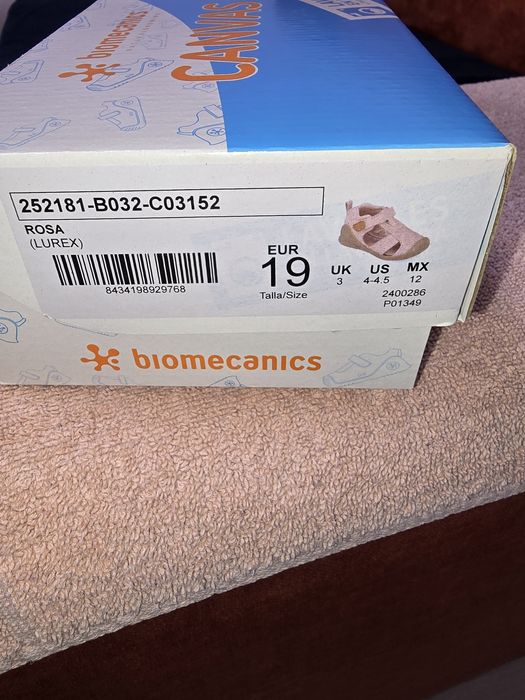 biomecanics
CANVAS
252181-B032-C03152
ROSA
(LUREX)
8434198929768
EUR
19
Talla/Size
UK US MX
3 4-4.5 12
2400286
P01349
biomecanics